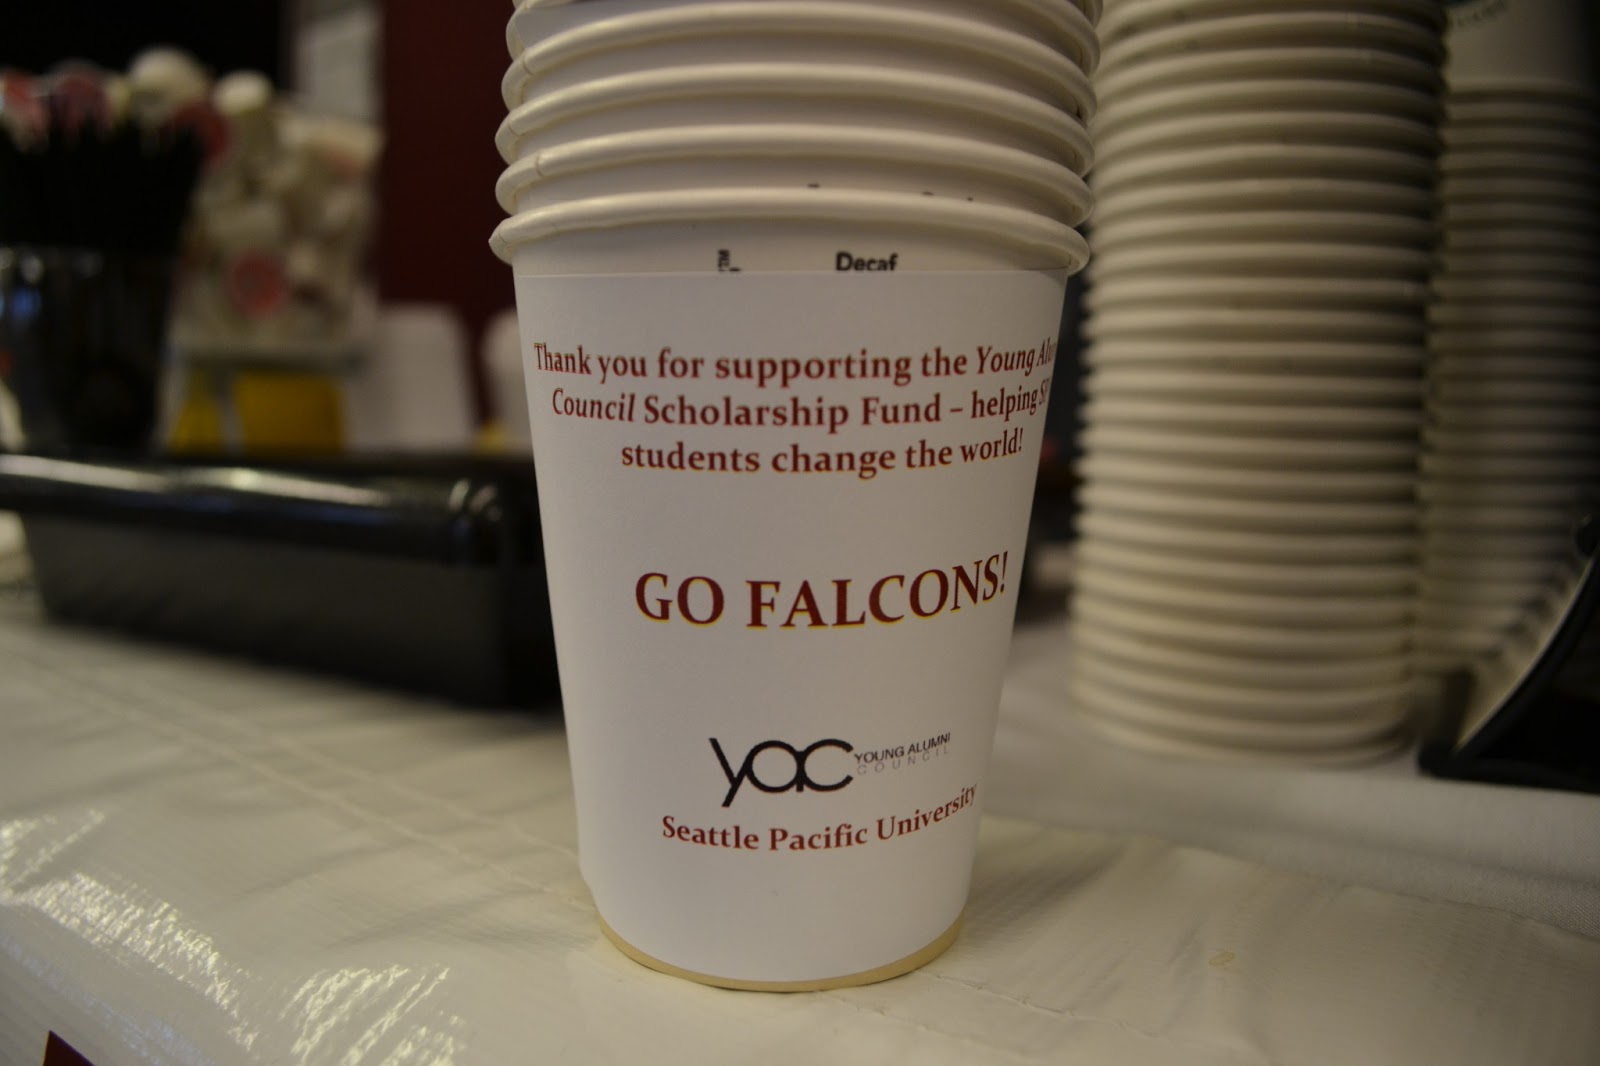 TM
Decaf
Thank you for supporting the Young
Council Scholarship Fund – helping
students change the world!
GO FALCONS!
yac YOUNG ALUMNI
COUNCIL
Seattle Pacific University